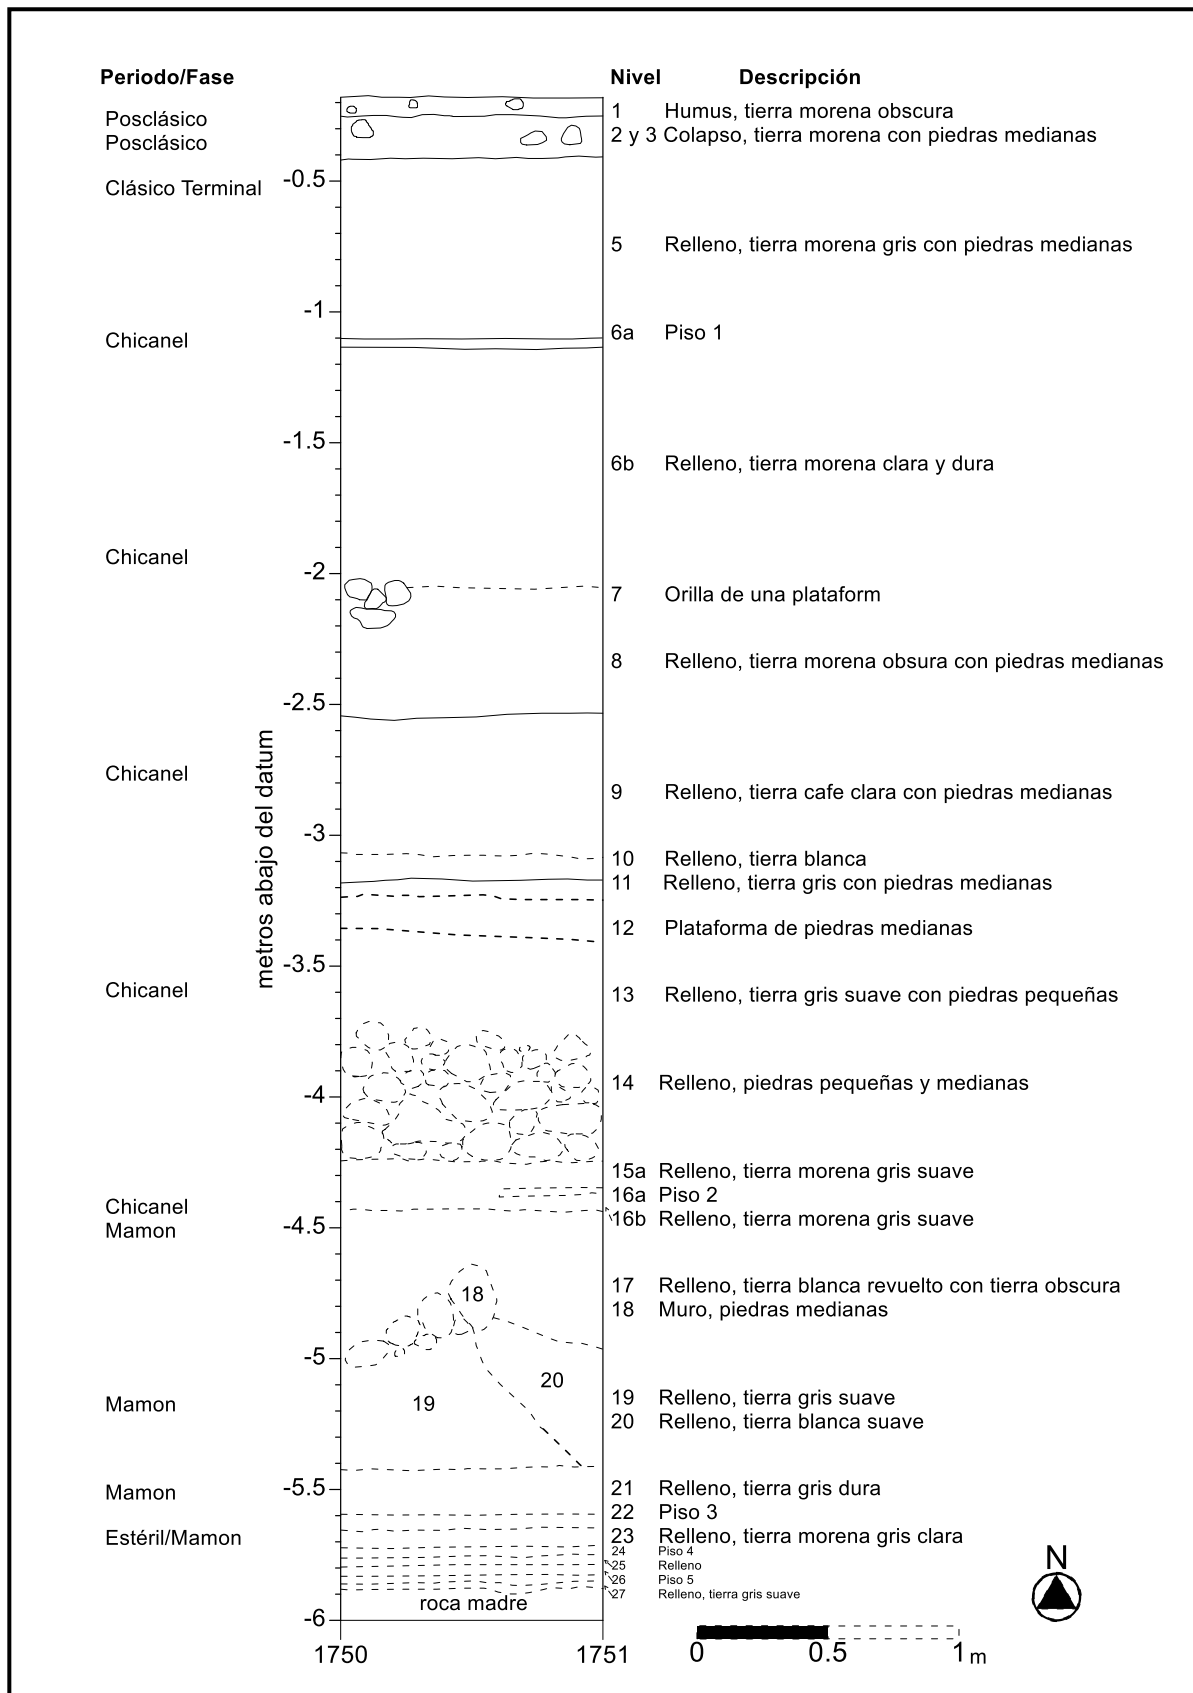 Periodo/Fase Nivel Descripción
Posclásico 1 Humus, tierra morena obscura
Posclásico 2 y 3 Colapso, tierra morena con piedras medianas
Clásico Terminal -0.5
5 Relleno, tierra morena gris con piedras medianas
-1
Chicanel 6a Piso 1
-1.5
6b Relleno, tierra morena clara y dura
Chicanel
-2
7 Orilla de una plataform
8 Relleno, tierra morena obsura con piedras medianas
-2.5
Chicanel
9 Relleno, tierra cafe clara con piedras medianas
metros abajo del datum
-3
10 Relleno, tierra blanca
11 Relleno, tierra gris con piedras medianas
12 Plataforma de piedras medianas
-3.5
Chicanel 13 Relleno, tierra gris suave con piedras pequeñas
14 Relleno, piedras pequeñas y medianas
-4
15a Relleno, tierra morena gris suave
16a Piso 2
Chicanel
16b Relleno, tierra morena gris suave
Mamon -4.5
17 Relleno, tierra blanca revuelto con tierra obscura
18
18 Muro, piedras medianas
-5
20
19
Mamon 19 Relleno, tierra gris suave
20 Relleno, tierra blanca suave
-5.5
Mamon 21 Relleno, tierra gris dura
22 Piso 3
Estéril/Mamon 23 Relleno, tierra morena gris clara
24 Piso 4
25 Relleno
26 Piso 5
27 Relleno, tierra gris suave
N
roca madre
-6
1750 1751
0 0.5 1 m